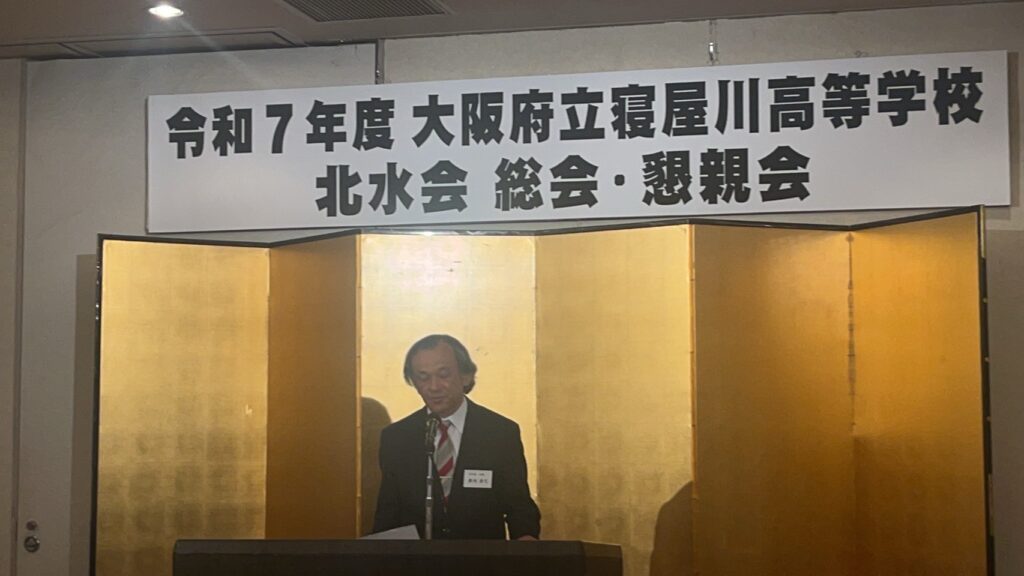 令和7年度 大阪府立寝屋川高等学校
北水会 総会・懇親会